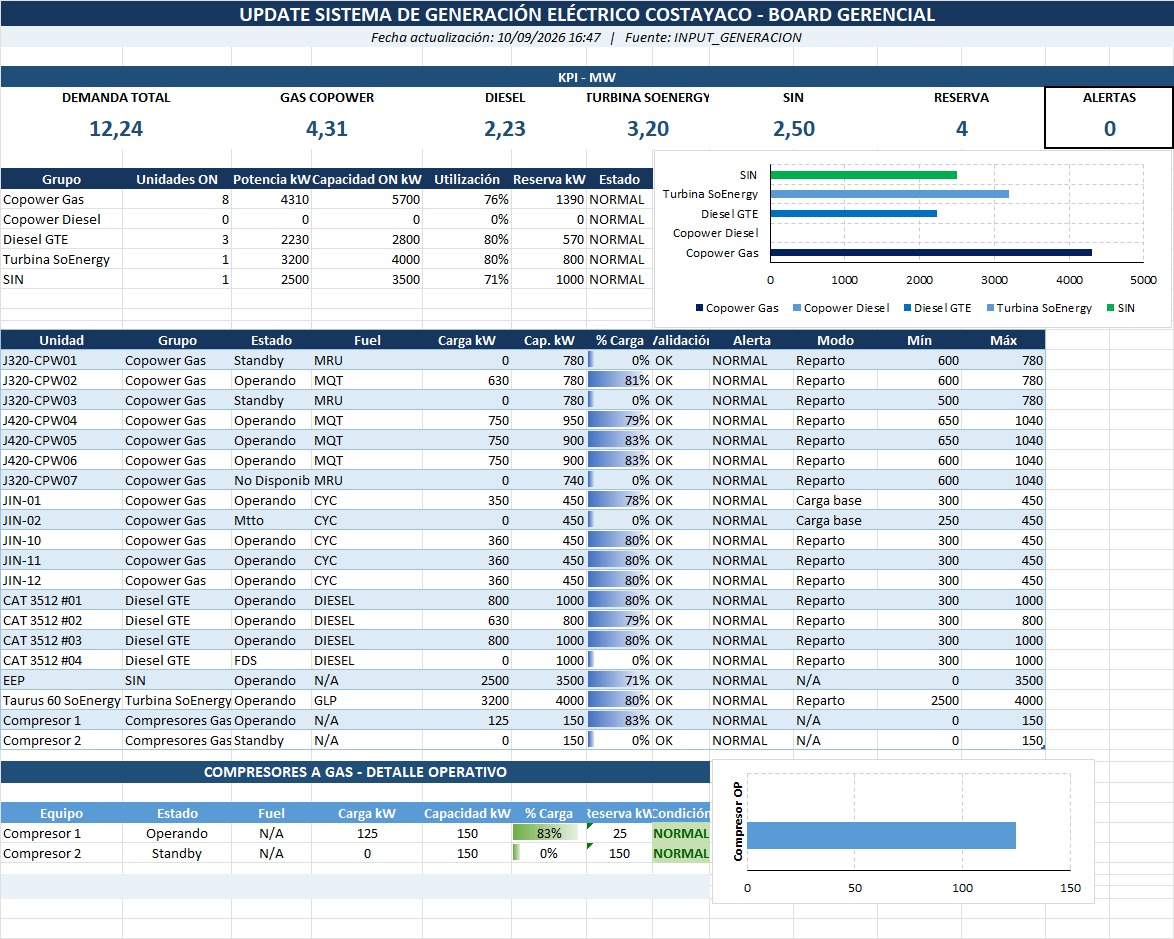 UPDATE SISTEMA DE GENERACIÓN ELÉCTRICO COSTAYACO - BOARD GERENCIAL
Fecha actualización: 10/09/2026 16:47 | Fuente: INPUT_GENERACION
KPI - MW
DEMANDA TOTAL GAS COPOWER DIESEL TURBINA SOENERGY SIN RESERVA ALERTAS
12,24 4,31 2,23 3,20 2,50 4 0
Grupo Unidades ON Potencia kW Capacidad ON kW Utilización Reserva kW Estado
Copower Gas 8 4310 5700 76% 1390 NORMAL
Copower Diesel 0 0 0 0% 0 NORMAL
Diesel GTE 3 2230 2800 80% 570 NORMAL
Turbina SoEnergy 1 3200 4000 80% 800 NORMAL
SIN 1 2500 3500 71% 1000 NORMAL
SIN
Turbina SoEnergy
Diesel GTE
Copower Diesel
Copower Gas
0 1000 2000 3000 4000 5000
Copower Gas Copower Diesel Diesel GTE Turbina SoEnergy SIN
Unidad Grupo Estado Fuel Carga kW Cap. kW % Carga Validación Alerta Modo Mín Máx
J320-CPW01 Copower Gas Standby MRU 0 780 0% OK NORMAL Reparto 600 780
J320-CPW02 Copower Gas Operando MQT 630 780 81% OK NORMAL Reparto 600 780
J320-CPW03 Copower Gas Standby MRU 0 780 0% OK NORMAL Reparto 500 780
J420-CPW04 Copower Gas Operando MQT 750 950 79% OK NORMAL Reparto 650 1040
J420-CPW05 Copower Gas Operando MQT 750 900 83% OK NORMAL Reparto 650 1040
J420-CPW06 Copower Gas Operando MQT 750 900 83% OK NORMAL Reparto 600 1040
J320-CPW07 Copower Gas No Disponib MRU 0 740 0% OK NORMAL Reparto 600 1040
JIN-01 Copower Gas Operando CYC 350 450 78% OK NORMAL Carga base 300 450
JIN-02 Copower Gas Mtto CYC 0 450 0% OK NORMAL Carga base 250 450
JIN-10 Copower Gas Operando CYC 360 450 80% OK NORMAL Reparto 300 450
JIN-11 Copower Gas Operando CYC 360 450 80% OK NORMAL Reparto 300 450
JIN-12 Copower Gas Operando CYC 360 450 80% OK NORMAL Reparto 300 450
CAT 3512 #01 Diesel GTE Operando DIESEL 800 1000 80% OK NORMAL Reparto 300 1000
CAT 3512 #02 Diesel GTE Operando DIESEL 630 800 79% OK NORMAL Reparto 300 800
CAT 3512 #03 Diesel GTE Operando DIESEL 800 1000 80% OK NORMAL Reparto 300 1000
CAT 3512 #04 Diesel GTE FDS DIESEL 0 1000 0% OK NORMAL Reparto 300 1000
EEP SIN Operando N/A 2500 3500 71% OK NORMAL N/A 0 3500
Taurus 60 SoEnergy Turbina SoEnergy Operando GLP 3200 4000 80% OK NORMAL Reparto 2500 4000
Compresor 1 Compresores Gas Operando N/A 125 150 83% OK NORMAL N/A 0 150
Compresor 2 Compresores Gas Standby N/A 0 150 0% OK NORMAL N/A 0 150
COMPRESORES A GAS - DETALLE OPERATIVO
Equipo Estado Fuel Carga kW Capacidad kW % Carga Reserva kW Condición
Compresor 1 Operando N/A 125 150 83% 25 NORMAL
Compresor 2 Standby N/A 0 150 0% 150 NORMAL
Compresor OP
0 50 100 150